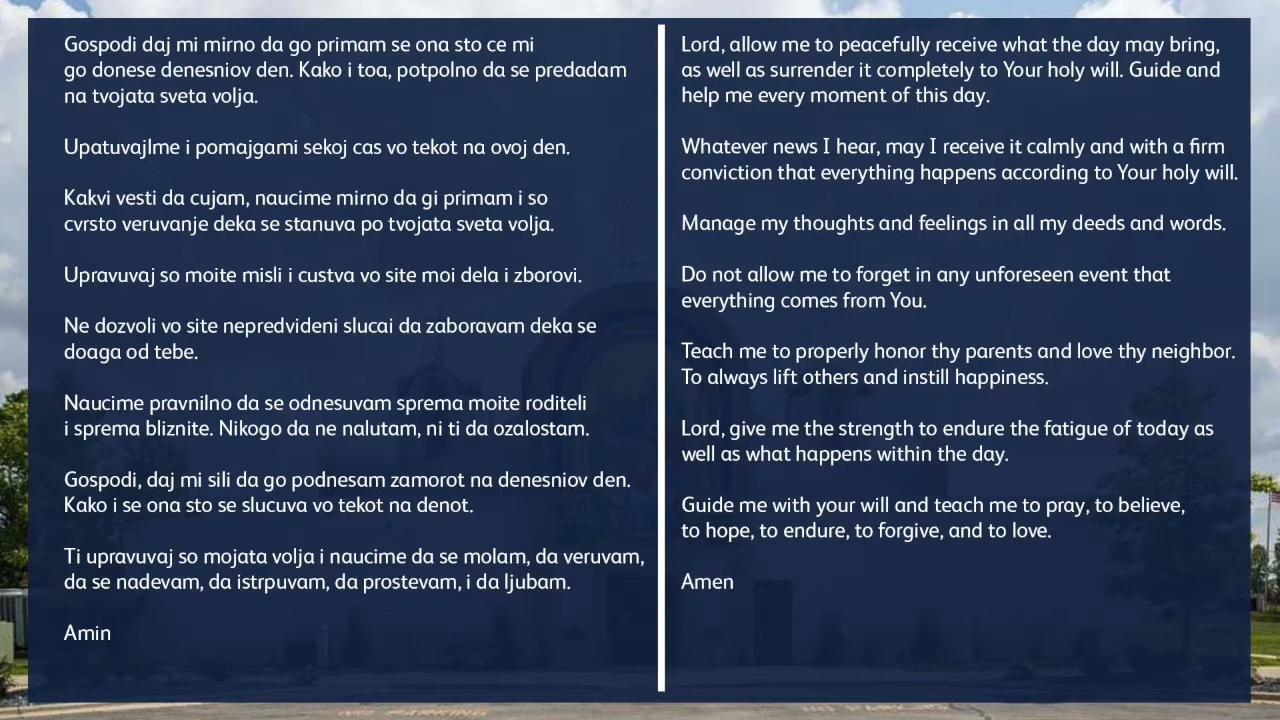 Gospodi daj mi mirno da go primam se ona sto ce mi
go donese denesniov den. Kako i toa, potpolno da se predadam
na tvojata sveta volja.
Upatuvajlme i pomajgami sekoj cas vo tekot na ovoj den.
Kakvi vesti da cujam, naucime mirno da gi primam i so
cvrsto veruvanje deka se stanuva po tvojata sveta volja.
Upravuvaj so moite misli i custva vo site moi dela i zborovi.
Ne dozvoli vo site nepredvideni slucai da zaboravam deka se
doaga od tebe.
Naucime pravnilno da se odnesuvam sprema moite roditeli
i sprema bliznite. Nikogo da ne nalutam, ni ti da ozalostam.
Gospodi, daj mi sili da go podnesam zamorot na denesniov den.
Kako i se ona sto se slucuva vo tekot na denot.
Ti upravuvaj so mojata volja i naucime da se molam, da veruvam,
da se nadevam, da istrpuvam, da prostevam, i da ljubam.
Amin
Lord, allow me to peacefully receive what the day may bring,
as well as surrender it completely to Your holy will. Guide and
help me every moment of this day.
Whatever news I hear, may I receive it calmly and with a firm
conviction that everything happens according to Your holy will.
Manage my thoughts and feelings in all my deeds and words.
Do not allow me to forget in any unforeseen event that
everything comes from You.
Teach me to properly honor thy parents and love thy neighbor.
To always lift others and instill happiness.
Lord, give me the strength to endure the fatigue of today as
well as what happens within the day.
Guide me with your will and teach me to pray, to believe,
to hope, to endure, to forgive, and to love.
Amen
NO PARKING
NO PARKING